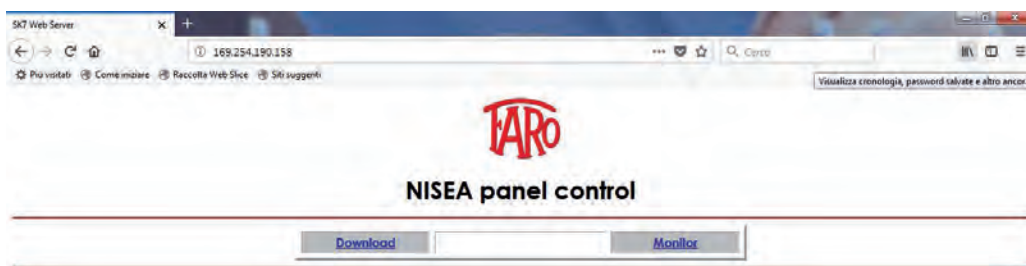 SK7 Web Server
169.254.190.158
Cerca
Più visitati Come iniziare Raccolta Web Slice Siti suggeriti
Visualizza cronologia, password salvate e altro ancor
FARO
NISEA panel control
Download Monitor